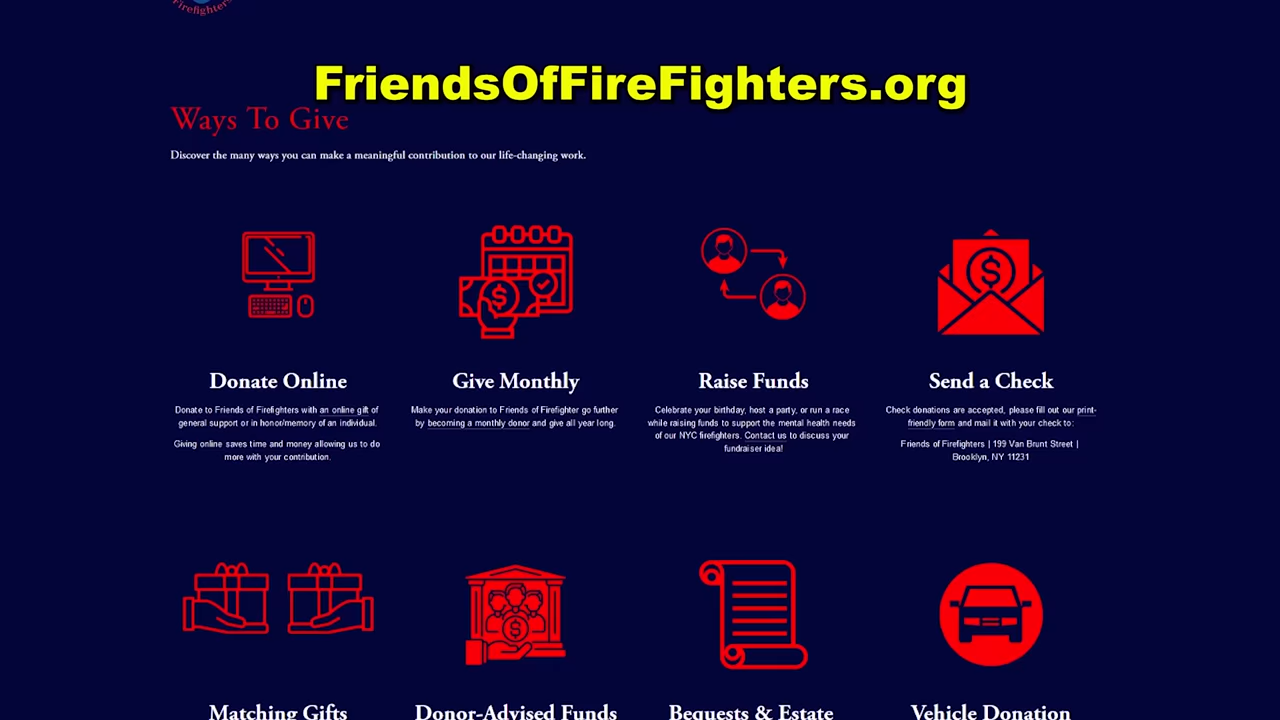 Firefighters
FriendsOfFireFighters.org
Ways To Give
Discover the many ways you can make a meaningful contribution to our life-changing work.
Donate Online
Donate to Friends of Firefighters with an online gift of
general support or in honor/memory of an individual.
Giving online saves time and money allowing us to do
more with your contribution.
Give Monthly
Make your donation to Friends of Firefighter go further
by becoming a monthly donor and give all year long.
Raise Funds
Celebrate your birthday, host a party, or run a race
while raising funds to support the mental health needs
of our NYC firefighters. Contact us to discuss your
fundraiser idea!
Send a Check
Check donations are accepted, please fill out our print-
friendly form and mail it with your check to:
Friends of Firefighters | 199 Van Brunt Street |
Brooklyn, NY 11231
Matching Gifts
Donor-Advised Funds
Bequests & Estate
Vehicle Donation